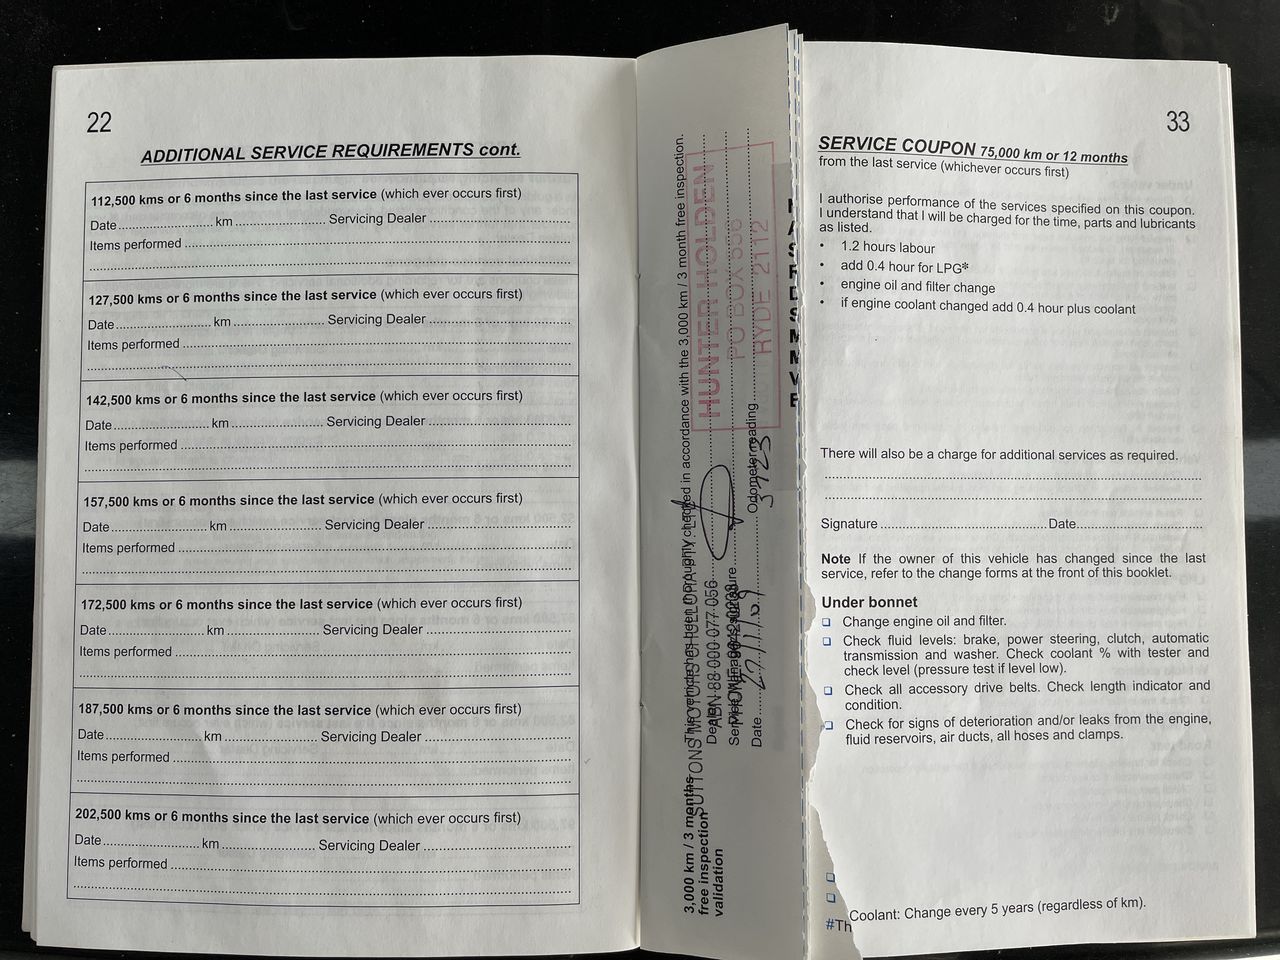 22
ADDITIONAL SERVICE REQUIREMENTS cont.
112,500 kms or 6 months since the last service (which ever occurs first)
Date.......................... km .......................... Servicing Dealer ..........................
Items performed ..........................
127,500 kms or 6 months since the last service (which ever occurs first)
Date.......................... km .......................... Servicing Dealer ..........................
Items performed ..........................
142,500 kms or 6 months since the last service (which ever occurs first)
Date.......................... km .......................... Servicing Dealer ..........................
Items performed ..........................
157,500 kms or 6 months since the last service (which ever occurs first)
Date.......................... km .......................... Servicing Dealer ..........................
Items performed ..........................
172,500 kms or 6 months since the last service (which ever occurs first)
Date.......................... km .......................... Servicing Dealer ..........................
Items performed ..........................
187,500 kms or 6 months since the last service (which ever occurs first)
Date.......................... km .......................... Servicing Dealer ..........................
Items performed ..........................
202,500 kms or 6 months since the last service (which ever occurs first)
Date.......................... km .......................... Servicing Dealer ..........................
Items performed ..........................
3,000 km / 3 months
free inspection
validation
This vehicle has been thoroughly checked in accordance with the 3,000 km / 3 month free inspection.
SUTTONS MOTORS
ABN 88 000 077 056
Date
Odometer reading
HUNTER HOLDEN
PO BOX
RYDE 2112
33
SERVICE COUPON 75,000 km or 12 months
from the last service (whichever occurs first)
I authorise performance of the services specified on this coupon.
I understand that I will be charged for the time, parts and lubricants
as listed.
• 1.2 hours labour
• add 0.4 hour for LPG*
• engine oil and filter change
• if engine coolant changed add 0.4 hour plus coolant
There will also be a charge for additional services as required.
Signature .......................... Date..........................
Note If the owner of this vehicle has changed since the last
service, refer to the change forms at the front of this booklet.
Under bonnet
Change engine oil and filter.
Check fluid levels: brake, power steering, clutch, automatic
transmission and washer. Check coolant % with tester and
check level (pressure test if level low).
Check all accessory drive belts. Check length indicator and
condition.
Check for signs of deterioration and/or leaks from the engine,
fluid reservoirs, air ducts, all hoses and clamps.
Coolant: Change every 5 years (regardless of km).
#Th